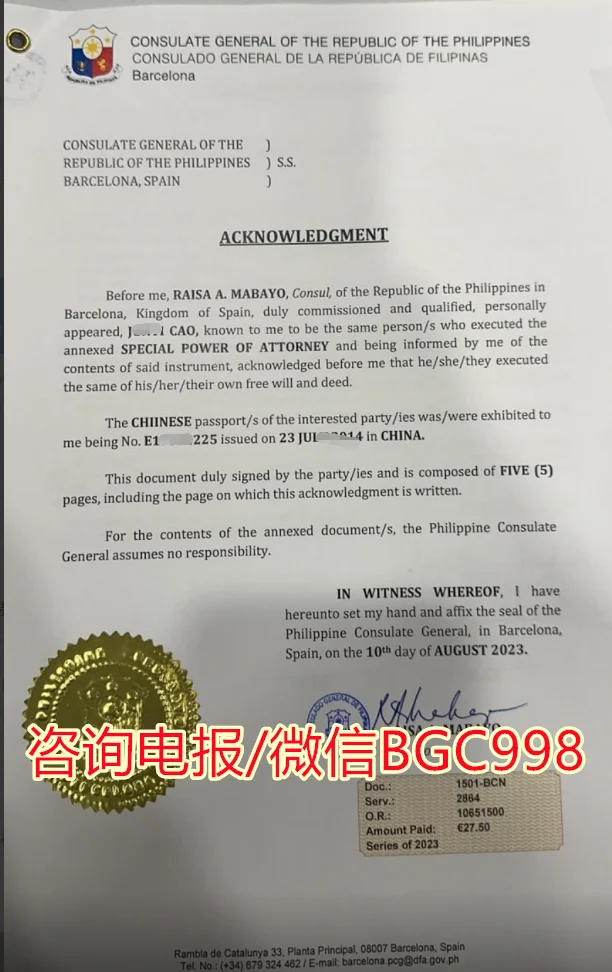 CONSULATE GENERAL OF THE REPUBLIC OF THE PHILIPPINES
CONSULADO GENERAL DE LA REPÚBLICA DE FILIPINAS
Barcelona
CONSULATE GENERAL OF THE )
REPUBLIC OF THE PHILIPPINES ) S.S.
BARCELONA, SPAIN )
ACKNOWLEDGMENT
Before me, RAISA A. MABAYO, Consul, of the Republic of the Philippines in
Barcelona, Kingdom of Spain, duly commissioned and qualified, personally
appeared, CAO, known to me to be the same person/s who executed the
annexed SPECIAL POWER OF ATTORNEY and being informed by me of the
contents of said instrument, acknowledged before me that he/she/they executed
the same of his/her/their own free will and deed.
The CHIINESE passport/s of the interested party/ies was/were exhibited to
me being No. E1 225 issued on 23 JUL in CHINA.
This document duly signed by the party/ies and is composed of FIVE (5)
pages, including the page on which this acknowledgment is written.
For the contents of the annexed document/s, the Philippine Consulate
General assumes no responsibility.
IN WITNESS WHEREOF, I have
hereunto set my hand and affix the seal of the
Philippine Consulate General, in Barcelona,
Spain, on the 10th day of AUGUST 2023.
咨询电报/微信BGC998
Doc.: 1501-BCN
Serv.: 2864
O.R.: 10651500
Amount Paid: €27.50
Series of 2023
Rambla de Catalunya 33, Planta Principal, 08007 Barcelona, Spain
Tel. No.: (+34) 679 324 462 / E-mail: barcelona.pcg@dfa.gov.ph